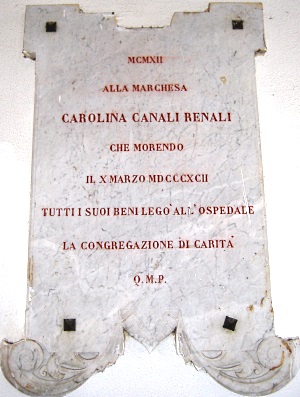 MCMXII
ALLA MARCHESA
CAROLINA CANALI RENALI
CHE MORENDO
IL X MARZO MDCCCXCII
TUTTI I SUOI BENI LEGÒ ALL'OSPEDALE
LA CONGREGAZIONE DI CARITÀ
Q.M.P.